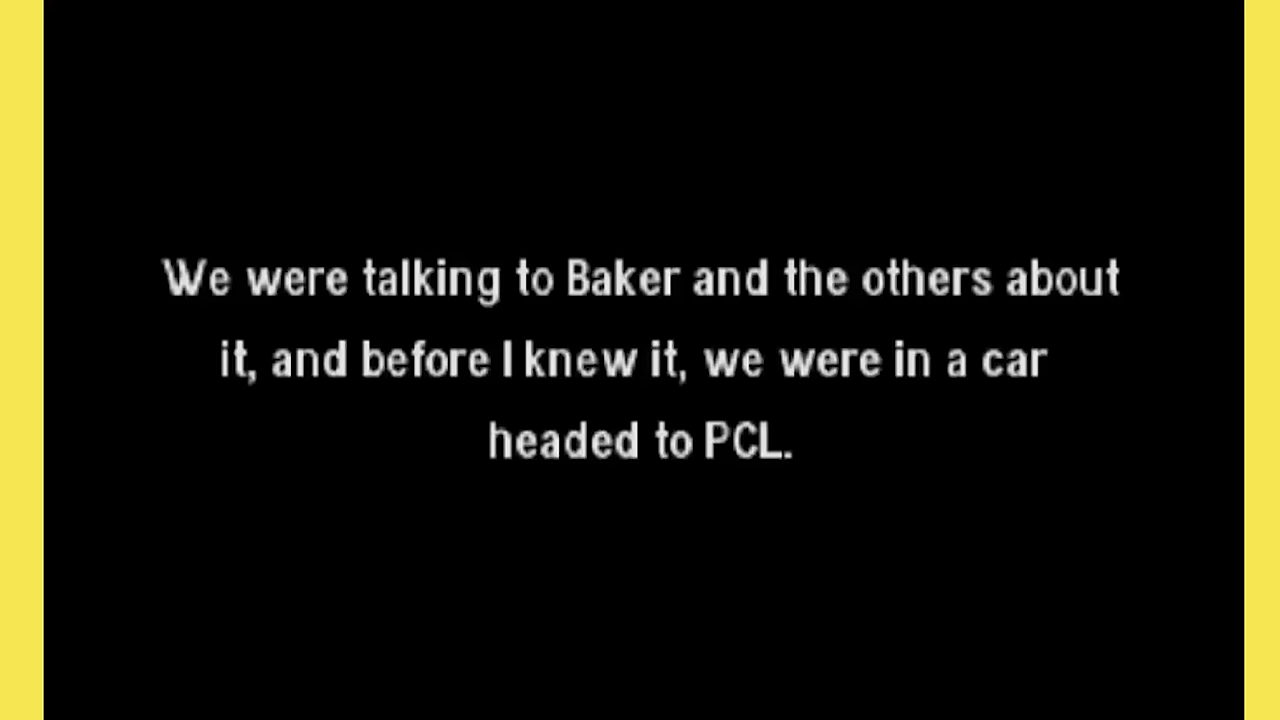 We were talking to Baker and the others about
it, and before I knew it, we were in a car
headed to PCL.